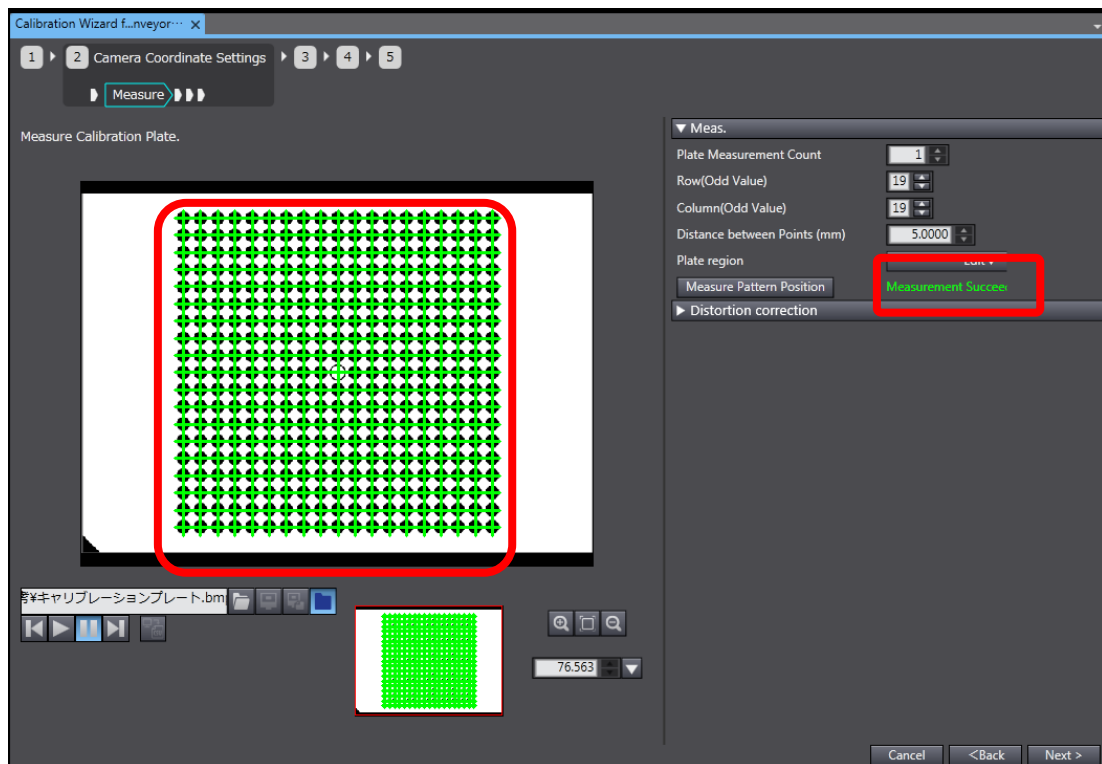 Calibration Wizard f...nveyor...
1 2 Camera Coordinate Settings 3 4 5
Measure
Measure Calibration Plate.
Meas.
Plate Measurement Count 1
Row(Odd Value) 19
Column(Odd Value) 19
Distance between Points (mm) 5.0000
Plate region
Measure Pattern Position Measurement Succee
Distortion correction
¥キャリブレーションプレート.bm
76.563
Cancel <Back Next >